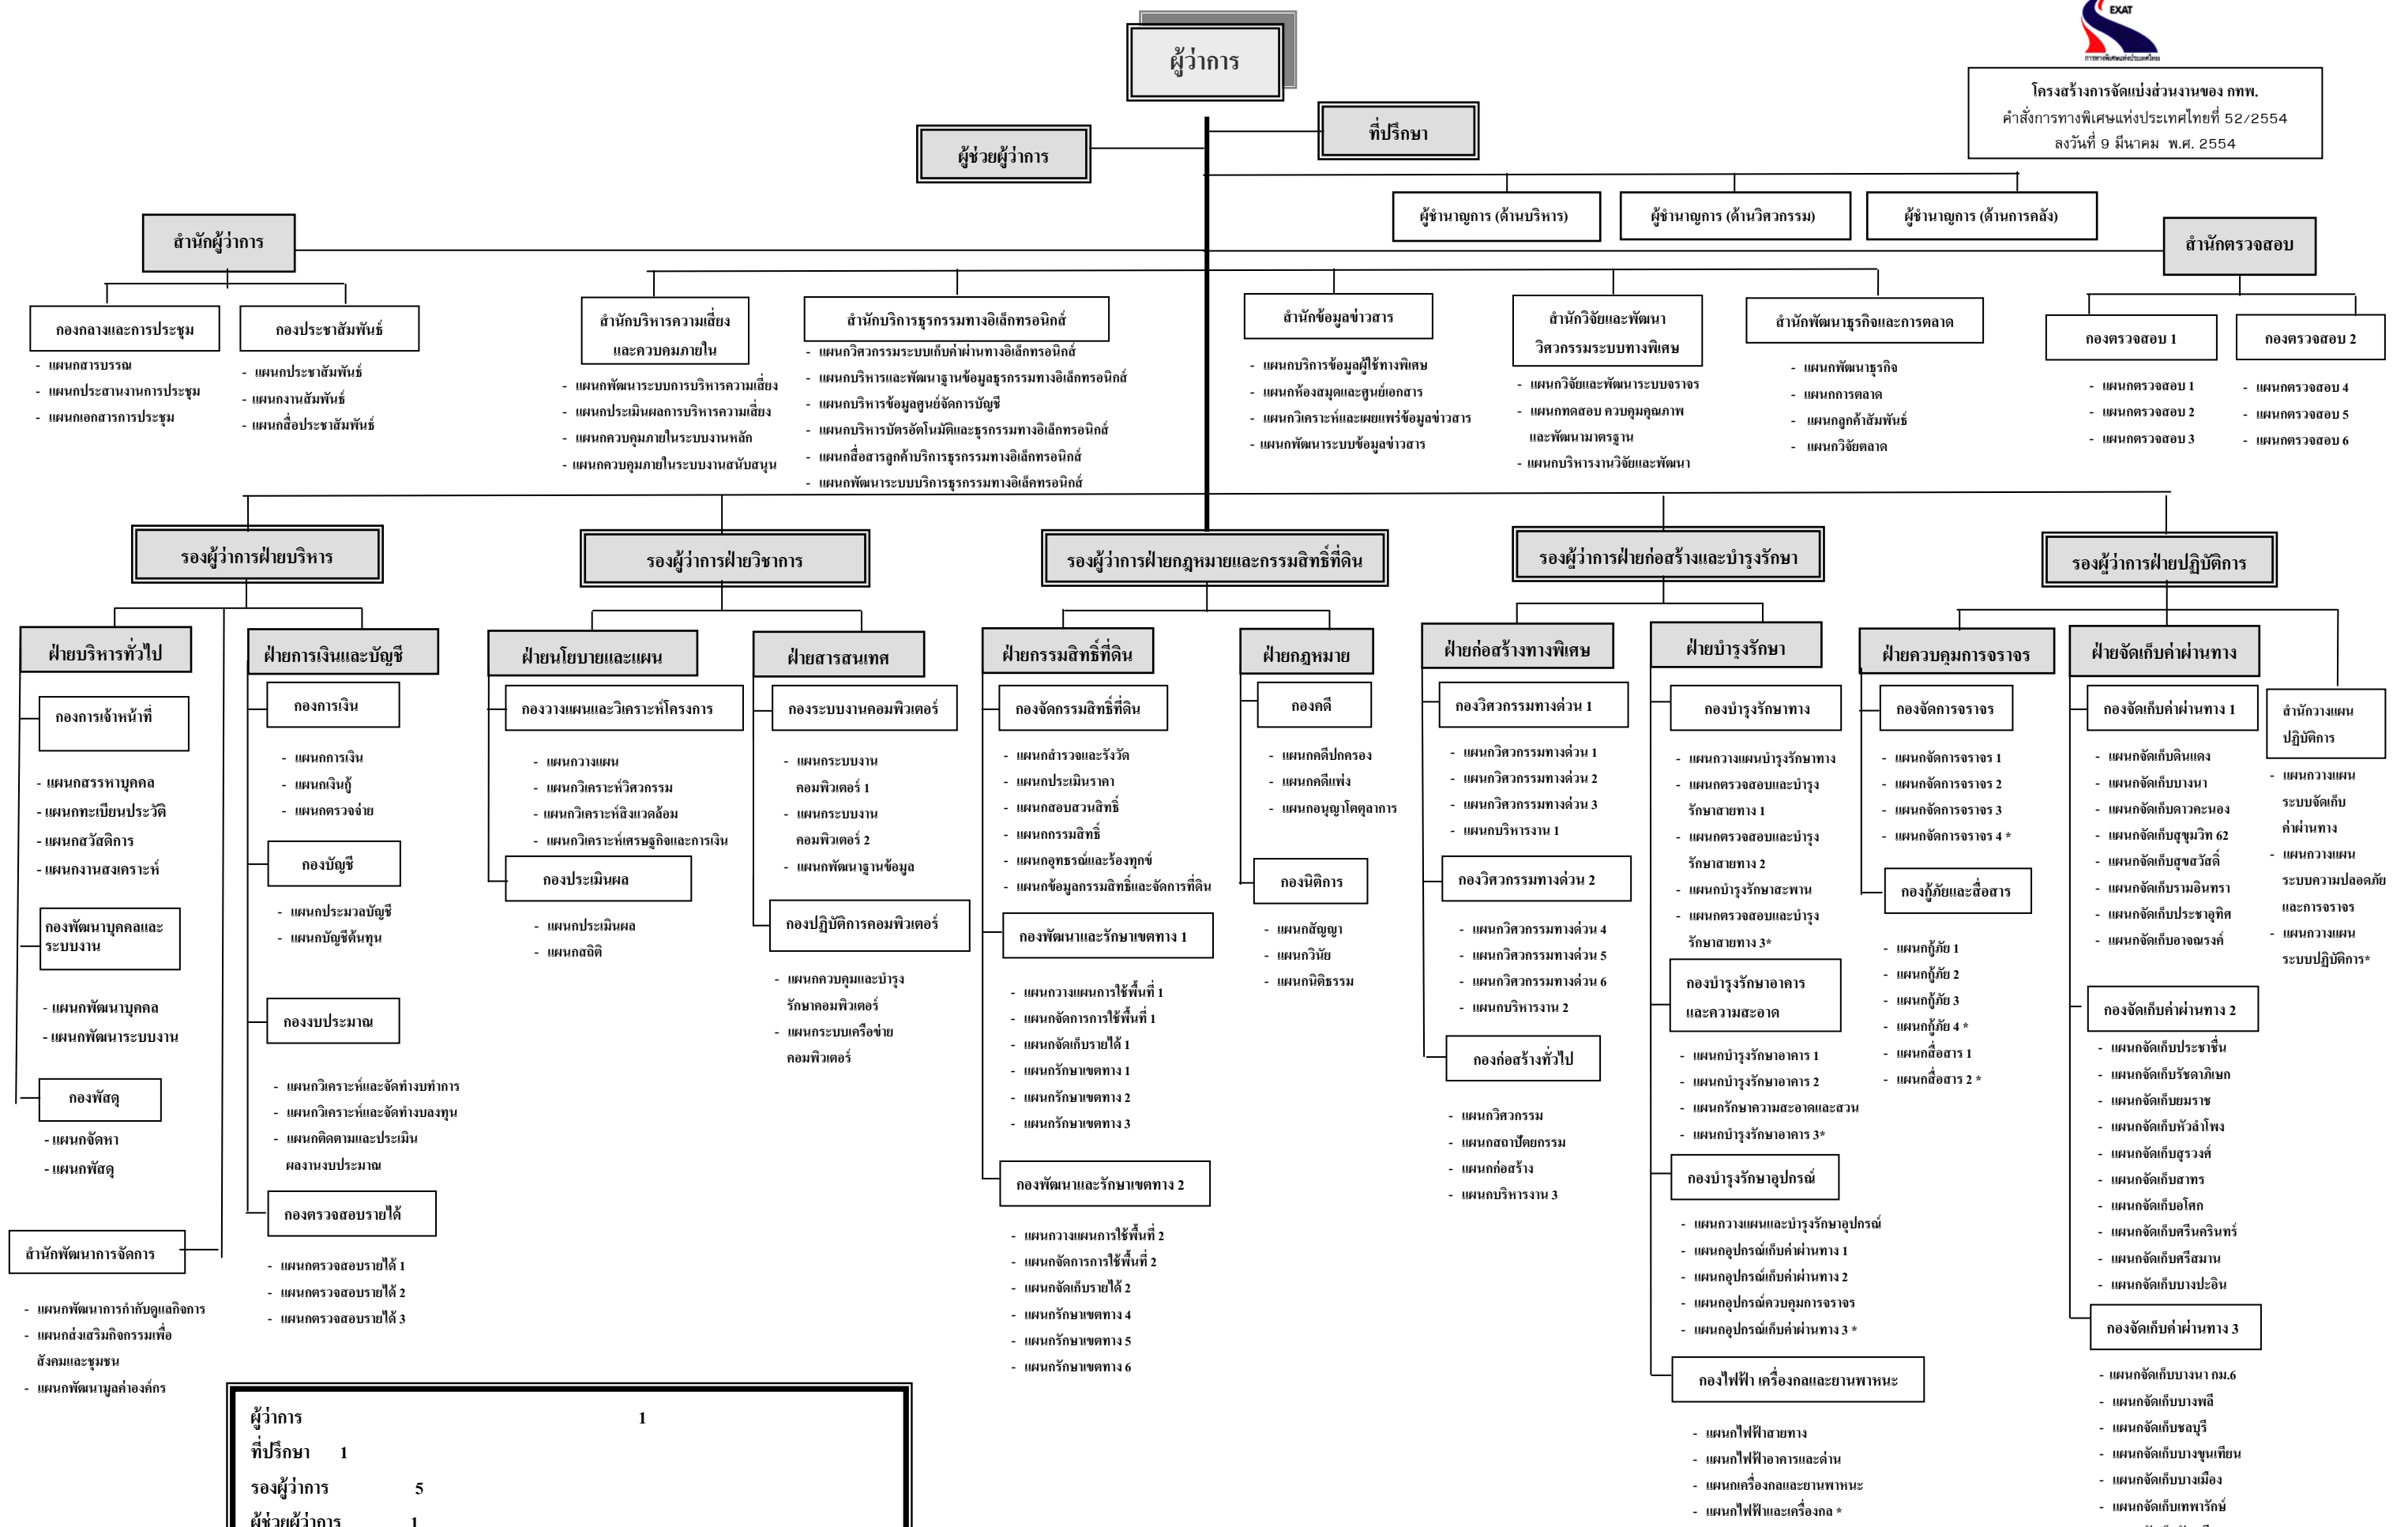 EXAT
การทางพิเศษแห่งประเทศไทย
โครงสร้างการจัดแบ่งส่วนงานของ กทพ.
คำสั่งการทางพิเศษแห่งประเทศไทยที่ 52/2554
ลงวันที่ 9 มีนาคม พ.ศ. 2554
ผู้ว่าการ
ที่ปรึกษา
ผู้ช่วยผู้ว่าการ
ผู้ชำนาญการ (ด้านบริหาร)
ผู้ชำนาญการ (ด้านวิศวกรรม)
ผู้ชำนาญการ (ด้านการคลัง)
สำนักผู้ว่าการ
กองกลางและการประชุม
- แผนกสารบรรณ
- แผนกประสานงานการประชุม
- แผนกเอกสารการประชุม
กองประชาสัมพันธ์
- แผนกประชาสัมพันธ์
- แผนกงานสัมพันธ์
- แผนกสื่อประชาสัมพันธ์
สำนักบริหารความเสี่ยง
และควบคุมภายใน
- แผนกพัฒนาระบบการบริหารความเสี่ยง
- แผนกประเมินผลการบริหารความเสี่ยง
- แผนกควบคุมภายในระบบงานหลัก
- แผนกควบคุมภายในระบบงานสนับสนุน
สำนักบริการธุรกรรมทางอิเล็กทรอนิกส์
- แผนกวิศวกรรมระบบเก็บค่าผ่านทางอิเล็กทรอนิกส์
- แผนกบริหารและพัฒนาฐานข้อมูลธุรกรรมทางอิเล็กทรอนิกส์
- แผนกบริหารข้อมูลศูนย์จัดการบัญชี
- แผนกบริหารบัตรอัตโนมัติและธุรกรรมทางอิเล็กทรอนิกส์
- แผนกสื่อสารลูกค้าบริการธุรกรรมทางอิเล็กทรอนิกส์
- แผนกพัฒนาระบบบริการธุรกรรมทางอิเล็คทรอนิกส์
สำนักข้อมูลข่าวสาร
- แผนกบริการข้อมูลผู้ใช้ทางพิเศษ
- แผนกห้องสมุดและศูนย์เอกสาร
- แผนกวิเคราะห์และเผยแพร่ข้อมูลข่าวสาร
- แผนกพัฒนาระบบข้อมูลข่าวสาร
สำนักวิจัยและพัฒนา
วิศวกรรมระบบทางพิเศษ
- แผนกวิจัยและพัฒนาระบบจราจร
- แผนกทดสอบ ควบคุมคุณภาพ
และพัฒนามาตรฐาน
- แผนกบริหารงานวิจัยและพัฒนา
สำนักพัฒนาธุรกิจและการตลาด
- แผนกพัฒนาธุรกิจ
- แผนกการตลาด
- แผนกลูกค้าสัมพันธ์
- แผนกวิจัยตลาด
สำนักตรวจสอบ
กองตรวจสอบ 1
- แผนกตรวจสอบ 1
- แผนกตรวจสอบ 2
- แผนกตรวจสอบ 3
กองตรวจสอบ 2
- แผนกตรวจสอบ 4
- แผนกตรวจสอบ 5
- แผนกตรวจสอบ 6
รองผู้ว่าการฝ่ายบริหาร
ฝ่ายบริหารทั่วไป
กองการเจ้าหน้าที่
- แผนกสรรหาบุคคล
- แผนกทะเบียนประวัติ
- แผนกสวัสดิการ
- แผนกงานสงเคราะห์
กองพัฒนาบุคคลและ
ระบบงาน
- แผนกพัฒนาบุคคล
- แผนกพัฒนาระบบงาน
กองพัสดุ
- แผนกจัดหา
- แผนกพัสดุ
สำนักพัฒนาการจัดการ
- แผนกพัฒนาการกำกับดูแลกิจการ
- แผนกส่งเสริมกิจกรรมเพื่อ
สังคมและชุมชน
- แผนกพัฒนามูลค่าองค์กร
ฝ่ายการเงินและบัญชี
กองการเงิน
- แผนกการเงิน
- แผนกเงินกู้
- แผนกตรวจจ่าย
กองบัญชี
- แผนกประมวลบัญชี
- แผนกบัญชีต้นทุน
กองงบประมาณ
- แผนกวิเคราะห์และจัดทำงบทำการ
- แผนกวิเคราะห์และจัดทำงบลงทุน
- แผนกติดตามและประเมิน
ผลงานงบประมาณ
กองตรวจสอบรายได้
- แผนกตรวจสอบรายได้ 1
- แผนกตรวจสอบรายได้ 2
- แผนกตรวจสอบรายได้ 3
รองผู้ว่าการฝ่ายวิชาการ
ฝ่ายนโยบายและแผน
กองวางแผนและวิเคราะห์โครงการ
- แผนกวางแผน
- แผนกวิเคราะห์วิศวกรรม
- แผนกวิเคราะห์สิ่งแวดล้อม
- แผนกวิเคราะห์เศรษฐกิจและการเงิน
กองประเมินผล
- แผนกประเมินผล
- แผนกสถิติ
ฝ่ายสารสนเทศ
กองระบบงานคอมพิวเตอร์
- แผนกระบบงาน
คอมพิวเตอร์ 1
- แผนกระบบงาน
คอมพิวเตอร์ 2
- แผนกพัฒนาฐานข้อมูล
กองปฏิบัติการคอมพิวเตอร์
- แผนกควบคุมและบำรุง
รักษาคอมพิวเตอร์
- แผนกระบบเครือข่าย
คอมพิวเตอร์
รองผู้ว่าการฝ่ายกฎหมายและกรรมสิทธิ์ที่ดิน
ฝ่ายกรรมสิทธิ์ที่ดิน
กองจัดกรรมสิทธิ์ที่ดิน
- แผนกสำรวจและรังวัด
- แผนกประเมินราคา
- แผนกสอบสวนสิทธิ์
- แผนกกรรมสิทธิ์
- แผนกอุทธรณ์และร้องทุกข์
- แผนกข้อมูลกรรมสิทธิ์และจัดการที่ดิน
กองพัฒนาและรักษาเขตทาง 1
- แผนกวางแผนการใช้พื้นที่ 1
- แผนกจัดการการใช้พื้นที่ 1
- แผนกจัดเก็บรายได้ 1
- แผนกรักษาเขตทาง 1
- แผนกรักษาเขตทาง 2
- แผนกรักษาเขตทาง 3
กองพัฒนาและรักษาเขตทาง 2
- แผนกวางแผนการใช้พื้นที่ 2
- แผนกจัดการการใช้พื้นที่ 2
- แผนกจัดเก็บรายได้ 2
- แผนกรักษาเขตทาง 4
- แผนกรักษาเขตทาง 5
- แผนกรักษาเขตทาง 6
ฝ่ายกฎหมาย
กองคดี
- แผนกคดีปกครอง
- แผนกคดีแพ่ง
- แผนกอนุญาโตตุลาการ
กองนิติการ
- แผนกสัญญา
- แผนกวินัย
- แผนกนิติธรรม
รองผู้ว่าการฝ่ายก่อสร้างและบำรุงรักษา
ฝ่ายก่อสร้างทางพิเศษ
กองวิศวกรรมทางด่วน 1
- แผนกวิศวกรรมทางด่วน 1
- แผนกวิศวกรรมทางด่วน 2
- แผนกวิศวกรรมทางด่วน 3
- แผนกบริหารงาน 1
กองวิศวกรรมทางด่วน 2
- แผนกวิศวกรรมทางด่วน 4
- แผนกวิศวกรรมทางด่วน 5
- แผนกวิศวกรรมทางด่วน 6
- แผนกบริหารงาน 2
กองก่อสร้างทั่วไป
- แผนกวิศวกรรม
- แผนกสถาปัตยกรรม
- แผนกก่อสร้าง
- แผนกบริหารงาน 3
ฝ่ายบำรุงรักษา
กองบำรุงรักษาทาง
- แผนกวางแผนบำรุงรักษาทาง
- แผนกตรวจสอบและบำรุง
รักษาสายทาง 1
- แผนกตรวจสอบและบำรุง
รักษาสายทาง 2
- แผนกบำรุงรักษาสะพาน
- แผนกตรวจสอบและบำรุง
รักษาสายทาง 3*
กองบำรุงรักษาอาคาร
และความสะอาด
- แผนกบำรุงรักษาอาคาร 1
- แผนกบำรุงรักษาอาคาร 2
- แผนกรักษาความสะอาดและสวน
- แผนกบำรุงรักษาอาคาร 3*
กองบำรุงรักษาอุปกรณ์
- แผนกวางแผนและบำรุงรักษาอุปกรณ์
- แผนกอุปกรณ์เก็บค่าผ่านทาง 1
- แผนกอุปกรณ์เก็บค่าผ่านทาง 2
- แผนกอุปกรณ์ควบคุมการจราจร
- แผนกอุปกรณ์เก็บค่าผ่านทาง 3 *
กองไฟฟ้า เครื่องกลและยานพาหนะ
- แผนกไฟฟ้าสายทาง
- แผนกไฟฟ้าอาคารและด่าน
- แผนกเครื่องกลและยานพาหนะ
- แผนกไฟฟ้าและเครื่องกล *
รองผู้ว่าการฝ่ายปฏิบัติการ
ฝ่ายควบคุมการจราจร
กองจัดการจราจร
- แผนกจัดการจราจร 1
- แผนกจัดการจราจร 2
- แผนกจัดการจราจร 3
- แผนกจัดการจราจร 4 *
กองกู้ภัยและสื่อสาร
- แผนกกู้ภัย 1
- แผนกกู้ภัย 2
- แผนกกู้ภัย 3
- แผนกกู้ภัย 4 *
- แผนกสื่อสาร 1
- แผนกสื่อสาร 2 *
ฝ่ายจัดเก็บค่าผ่านทาง
กองจัดเก็บค่าผ่านทาง 1
- แผนกจัดเก็บดินแดง
- แผนกจัดเก็บบางนา
- แผนกจัดเก็บดาวคะนอง
- แผนกจัดเก็บสุขุมวิท 62
- แผนกจัดเก็บสุขสวัสดิ์
- แผนกจัดเก็บรามอินทรา
- แผนกจัดเก็บประชาอุทิศ
- แผนกจัดเก็บอาจณรงค์
กองจัดเก็บค่าผ่านทาง 2
- แผนกจัดเก็บประชาชื่น
- แผนกจัดเก็บรัชดาภิเษก
- แผนกจัดเก็บยมราช
- แผนกจัดเก็บหัวลำโพง
- แผนกจัดเก็บสุรวงศ์
- แผนกจัดเก็บสาทร
- แผนกจัดเก็บอโศก
- แผนกจัดเก็บศรีนครินทร์
- แผนกจัดเก็บศรีสมาน
- แผนกจัดเก็บบางปะอิน
กองจัดเก็บค่าผ่านทาง 3
- แผนกจัดเก็บบางนา กม.6
- แผนกจัดเก็บบางพลี
- แผนกจัดเก็บชลบุรี
- แผนกจัดเก็บบางขุนเทียน
- แผนกจัดเก็บบางเมือง
- แผนกจัดเก็บเทพารักษ์
สำนักวางแผน
ปฏิบัติการ
- แผนกวางแผน
ระบบจัดเก็บ
ค่าผ่านทาง
- แผนกวางแผน
ระบบความปลอดภัย
และการจราจร
- แผนกวางแผน
ระบบปฏิบัติการ*
ผู้ว่าการ 1
ที่ปรึกษา 1
รองผู้ว่าการ 5
ผู้ช่วยผู้ว่าการ 1